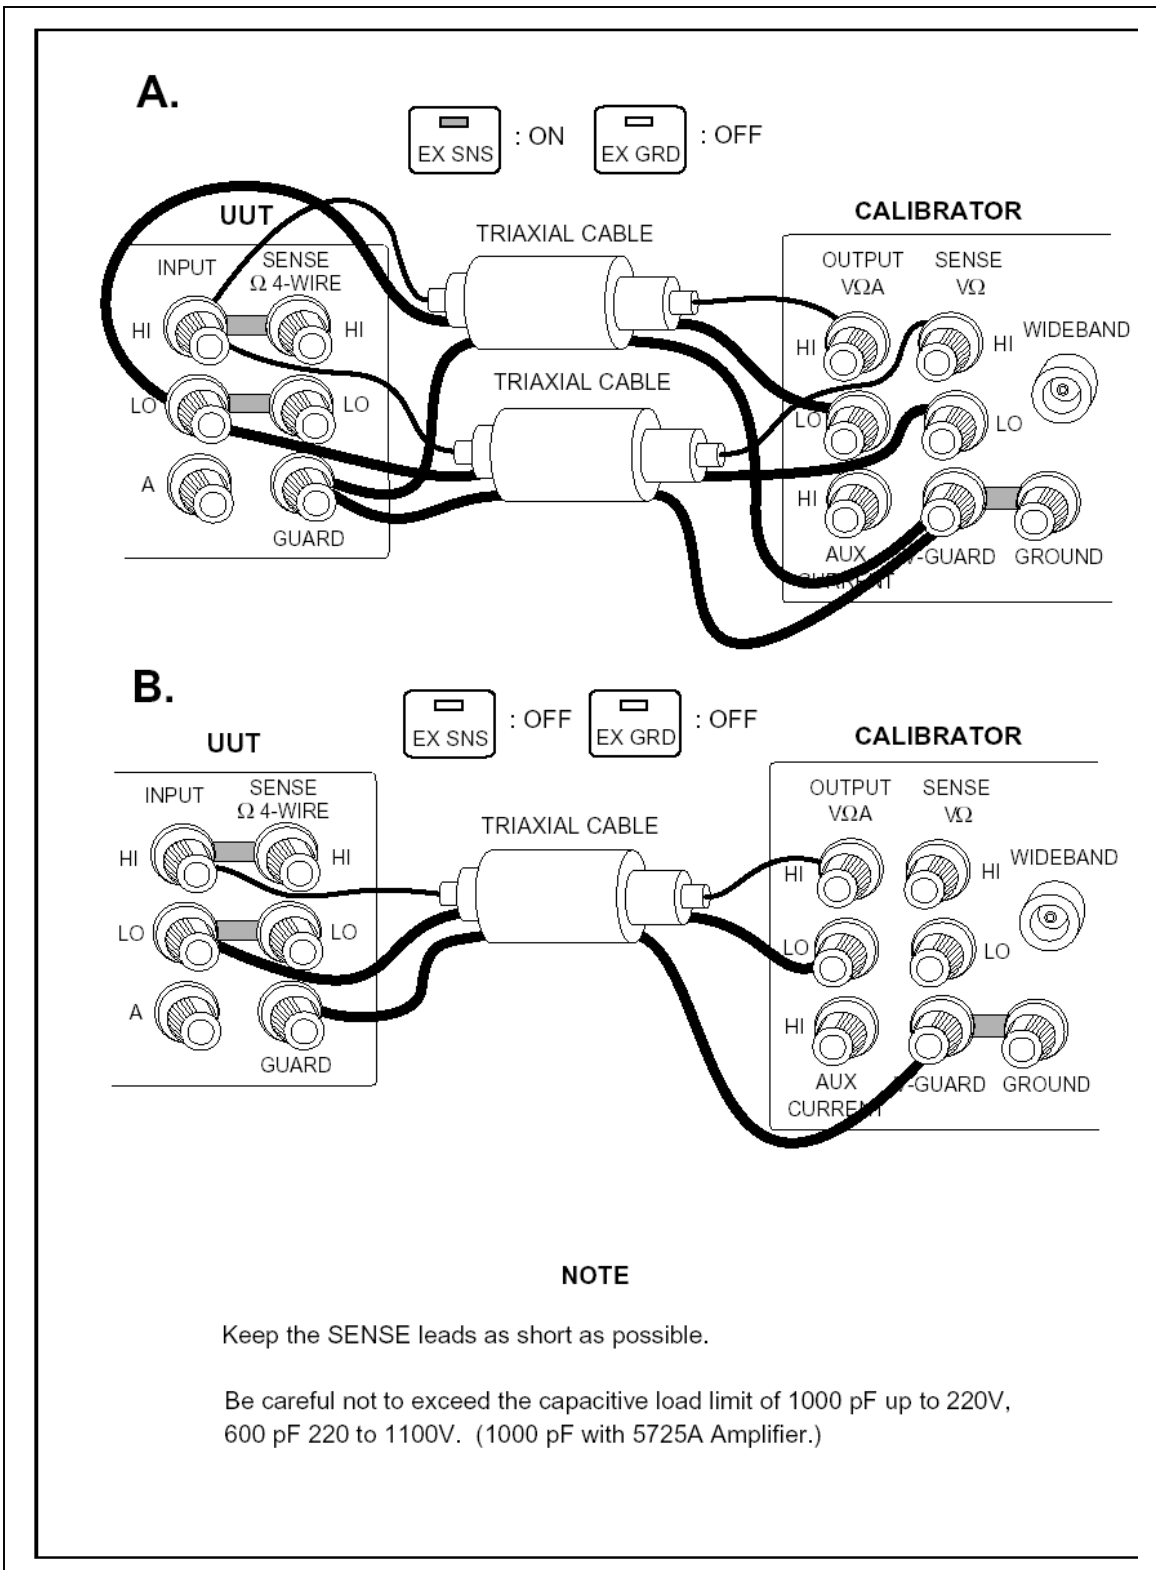 A.
EX SNS : ON EX GRD : OFF
UUT
CALIBRATOR
TRIAXIAL CABLE
INPUT SENSE
Ω 4-WIRE
HI HI
LO LO
A
GUARD
TRIAXIAL CABLE
OUTPUT SENSE
VΩA VΩ
HI HI WIDEBAND
LO LO
HI
AUX V-GUARD GROUND
CURRENT
B.
EX SNS : OFF EX GRD : OFF
UUT
CALIBRATOR
INPUT SENSE
Ω 4-WIRE
HI HI
LO LO
A
GUARD
TRIAXIAL CABLE
OUTPUT SENSE
VΩA VΩ
HI HI WIDEBAND
LO LO
HI
AUX V-GUARD GROUND
CURRENT
NOTE
Keep the SENSE leads as short as possible.
Be careful not to exceed the capacitive load limit of 1000 pF up to 220V,
600 pF 220 to 1100V. (1000 pF with 5725A Amplifier.)